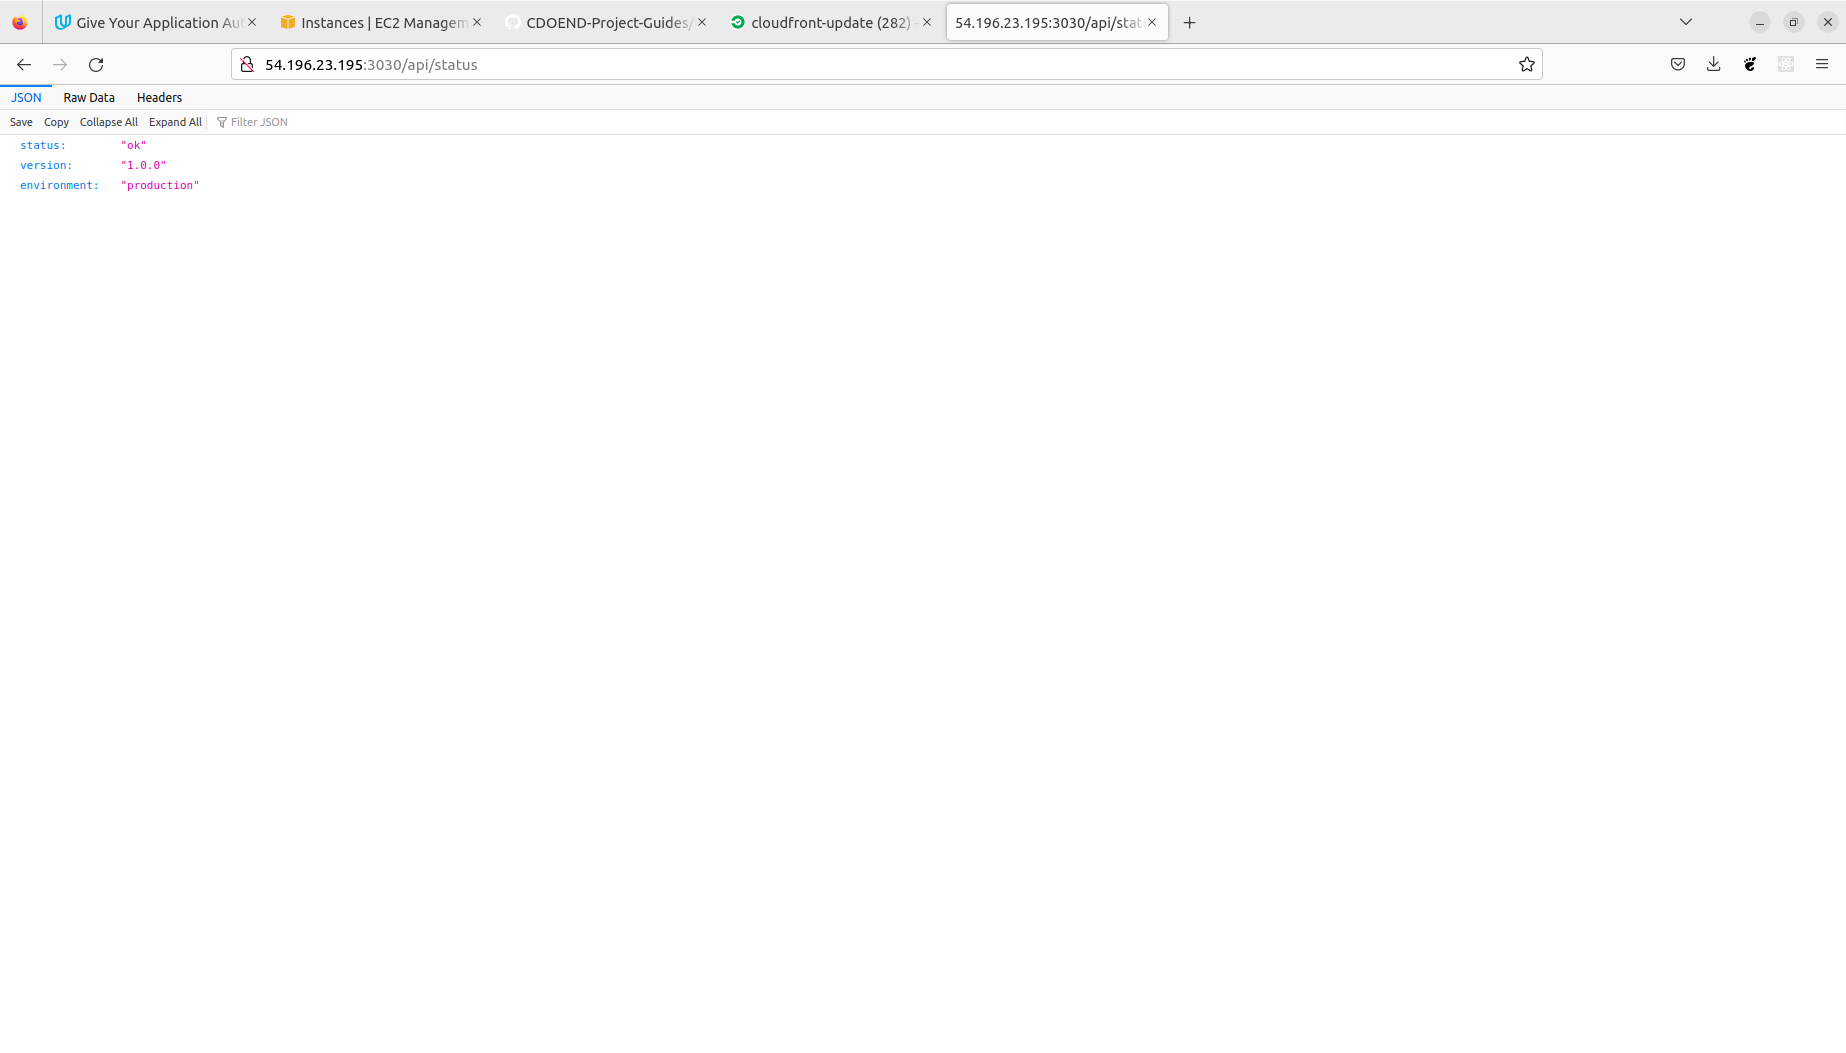 Give Your Application Au
Instances | EC2 Managem
CDOEND-Project-Guides/
cloudfront-update (282) -
54.196.23.195:3030/api/stat
54.196.23.195:3030/api/status
JSON Raw Data Headers
Save Copy Collapse All Expand All Filter JSON
status: "ok"
version: "1.0.0"
environment: "production"